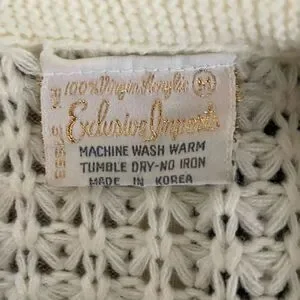 100% Virgin Acrylic
Exclusive Imports
MACHINE WASH WARM
TUMBLE DRY-NO IRON
MADE IN KOREA